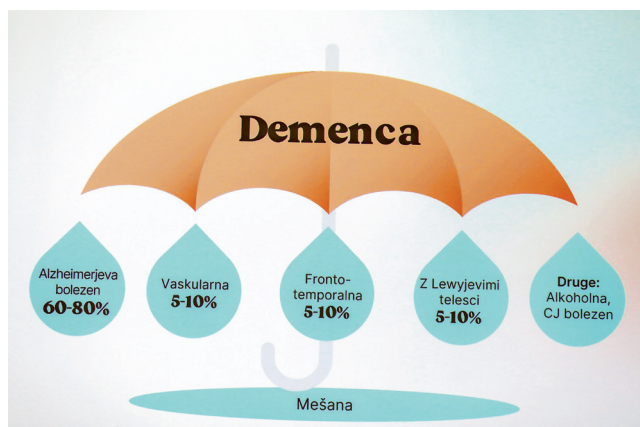 Demenca
Alzheimerjeva
bolezen
60-80%
Vaskularna
5-10%
Fronto-
temporalna
5-10%
Z Lewyjevimi
telesci
5-10%
Druge:
Alkoholna,
CJ bolezen
Mešana